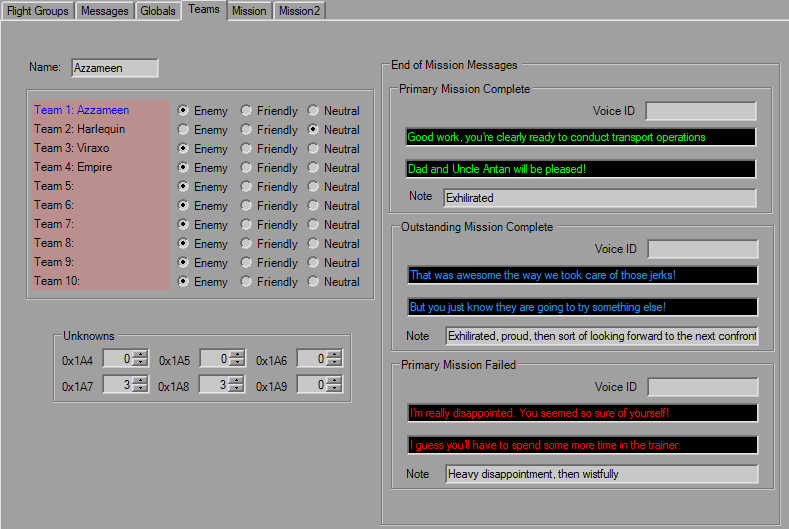 Flight Groups Messages Globals Teams Mission Mission2
Name: Azzameen
Team 1: Azzameen Enemy Friendly Neutral
Team 2: Harlequin Enemy Friendly Neutral
Team 3: Viraxo Enemy Friendly Neutral
Team 4: Empire Enemy Friendly Neutral
Team 5: Enemy Friendly Neutral
Team 6: Enemy Friendly Neutral
Team 7: Enemy Friendly Neutral
Team 8: Enemy Friendly Neutral
Team 9: Enemy Friendly Neutral
Team 10: Enemy Friendly Neutral
Unknowns
0x1A4 0 0x1A5 0 0x1A6 0
0x1A7 3 0x1A8 3 0x1A9 0
End of Mission Messages
Primary Mission Complete
Voice ID
Good work, you're clearly ready to conduct transport operations
Dad and Uncle Antan will be pleased!
Note Exhilirated
Outstanding Mission Complete
Voice ID
That was awesome the way we took care of those jerks!
But you just know they are going to try something else!
Note Exhilirated, proud, then sort of looking forward to the next confront
Primary Mission Failed
Voice ID
I'm really disappointed. You seemed so sure of yourself!
I guess you'll have to spend some more time in the trainer.
Note Heavy disappointment, then wistfully